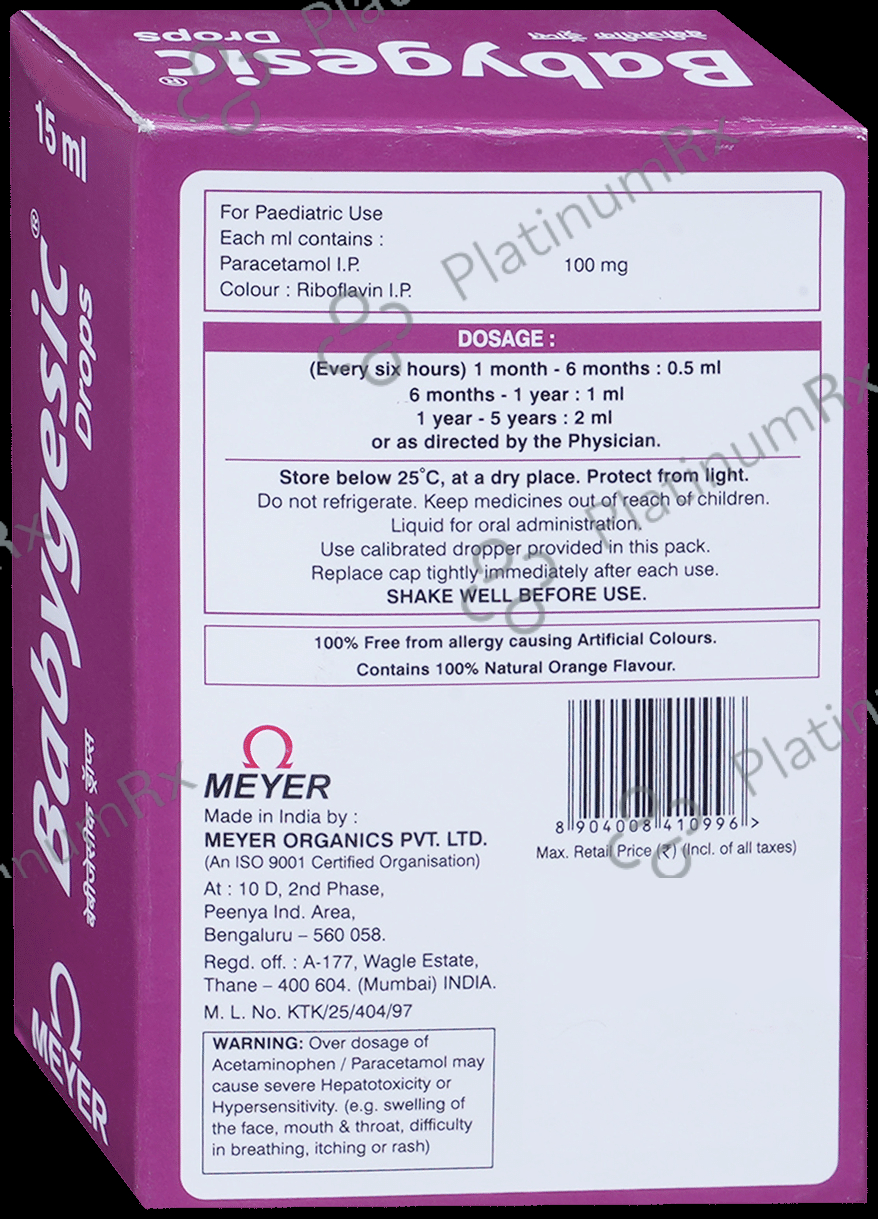 Babygesic®
Drops
बेबीजेसीक ड्रॉप्स
15 ml
Babygesic®
Drops
बेबीजेसीक ड्रॉप्स
MEYER
For Paediatric Use
Each ml contains :
Paracetamol I.P. 100 mg
Colour : Riboflavin I.P.
DOSAGE :
(Every six hours) 1 month - 6 months : 0.5 ml
6 months - 1 year : 1 ml
1 year - 5 years : 2 ml
or as directed by the Physician.
Store below 25°C, at a dry place. Protect from light.
Do not refrigerate. Keep medicines out of reach of children.
Liquid for oral administration.
Use calibrated dropper provided in this pack.
Replace cap tightly immediately after each use.
SHAKE WELL BEFORE USE.
100% Free from allergy causing Artificial Colours.
Contains 100% Natural Orange Flavour.
MEYER
Made in India by :
MEYER ORGANICS PVT. LTD.
(An ISO 9001 Certified Organisation)
At : 10 D, 2nd Phase,
Peenya Ind. Area,
Bengaluru – 560 058.
Regd. off. : A-177, Wagle Estate,
Thane – 400 604. (Mumbai) INDIA.
M. L. No. KTK/25/404/97
8 904008 410996 >
Max. Retail Price (₹) (Incl. of all taxes)
WARNING: Over dosage of
Acetaminophen / Paracetamol may
cause severe Hepatotoxicity or
Hypersensitivity. (e.g. swelling of
the face, mouth & throat, difficulty
in breathing, itching or rash)
PlatinumRx
PlatinumRx
PlatinumRx